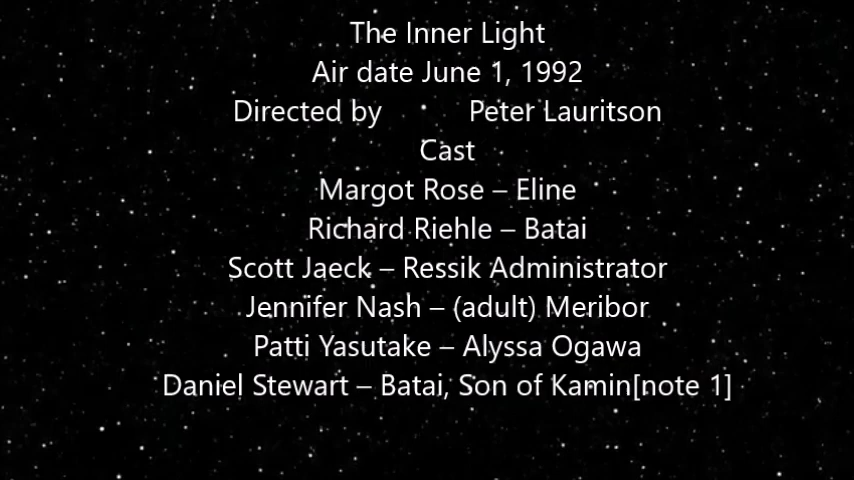 The Inner Light
Air date June 1, 1992
Directed by Peter Lauritson
Cast
Margot Rose – Eline
Richard Riehle – Batai
Scott Jaeck – Ressik Administrator
Jennifer Nash – (adult) Meribor
Patti Yasutake – Alyssa Ogawa
Daniel Stewart – Batai, Son of Kamin[note 1]